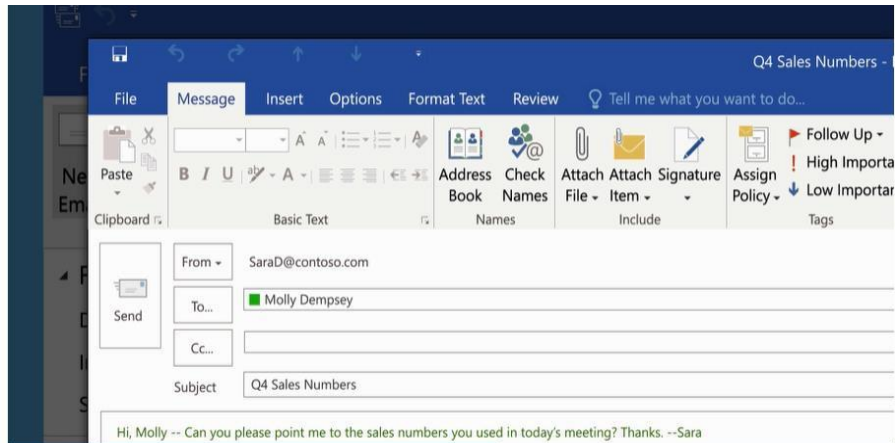 Q4 Sales Numbers -
File Message Insert Options Format Text Review Tell me what you want to do...
Paste
Clipboard
B I U
Basic Text
Address Book
Check Names
Names
Attach File
Attach Item
Signature
Include
Assign Policy
Follow Up
High Importa
Low Importan
Tags
Ne
Em
Send
From
SaraD@contoso.com
To...
Molly Dempsey
Cc...
Subject
Q4 Sales Numbers
Hi, Molly -- Can you please point me to the sales numbers you used in today's meeting? Thanks. --Sara